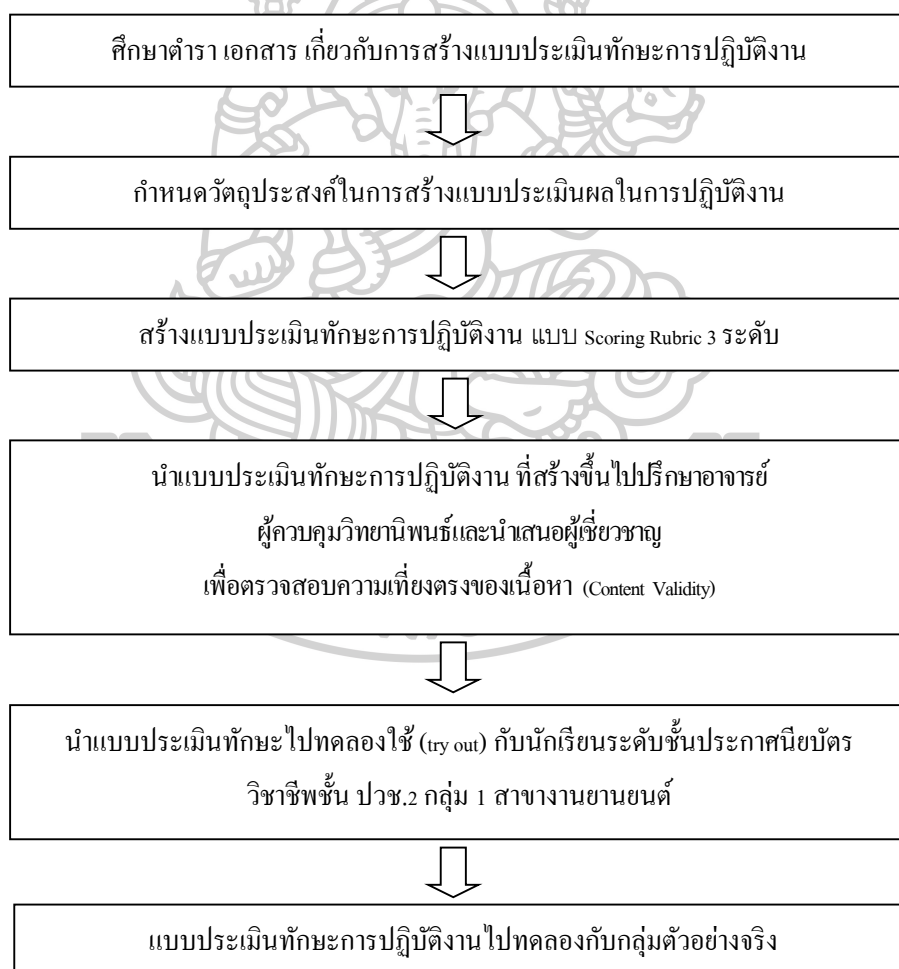 ศึกษาตำรา เอกสาร เกี่ยวกับการสร้างแบบประเมินทักษะการปฏิบัติงาน
กำหนดวัตถุประสงค์ในการสร้างแบบประเมินผลในการปฏิบัติงาน
สร้างแบบประเมินทักษะการปฏิบัติงาน แบบ Scoring Rubric 3 ระดับ
นำแบบประเมินทักษะการปฏิบัติงาน ที่สร้างขึ้นไปปรึกษาอาจารย์
ผู้ควบคุมวิทยานิพนธ์และนำเสนอผู้เชี่ยวชาญ
เพื่อตรวจสอบความเที่ยงตรงของเนื้อหา (Content Validity)
นำแบบประเมินทักษะไปทดลองใช้ (try out) กับนักเรียนระดับชั้นประกาศนียบัตร
วิชาชีพชั้น ปวช.2 กลุ่ม 1 สาขางานยานยนต์
แบบประเมินทักษะการปฏิบัติงานไปทดลองกับกลุ่มตัวอย่างจริง